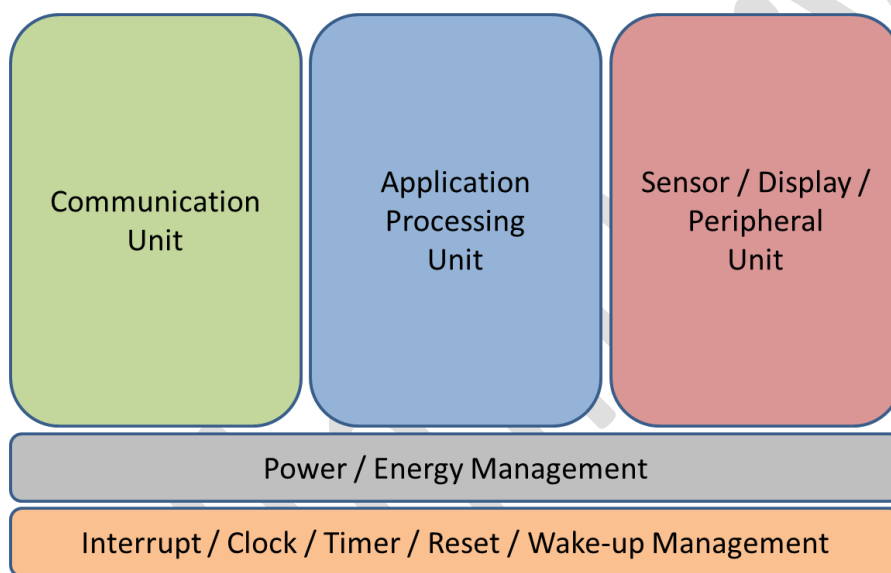 Communication
Unit
Application
Processing
Unit
Sensor / Display /
Peripheral
Unit
Power / Energy Management
Interrupt / Clock / Timer / Reset / Wake-up Management